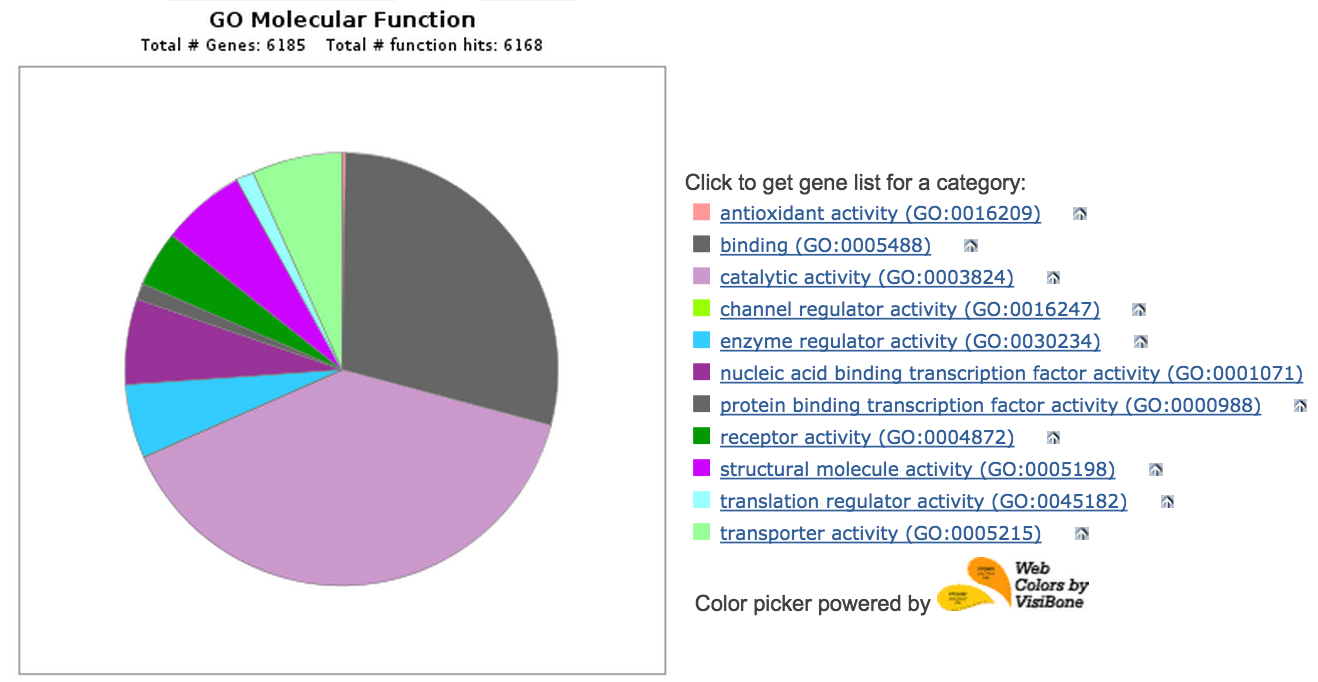 GO Molecular Function
Total # Genes: 6185 Total # function hits: 6168
Click to get gene list for a category:
antioxidant activity (GO:0016209)
binding (GO:0005488)
catalytic activity (GO:0003824)
channel regulator activity (GO:0016247)
enzyme regulator activity (GO:0030234)
nucleic acid binding transcription factor activity (GO:0001071)
protein binding transcription factor activity (GO:0000988)
receptor activity (GO:0004872)
structural molecule activity (GO:0005198)
translation regulator activity (GO:0045182)
transporter activity (GO:0005215)
Color picker powered by
Web
Colors by
VisiBone